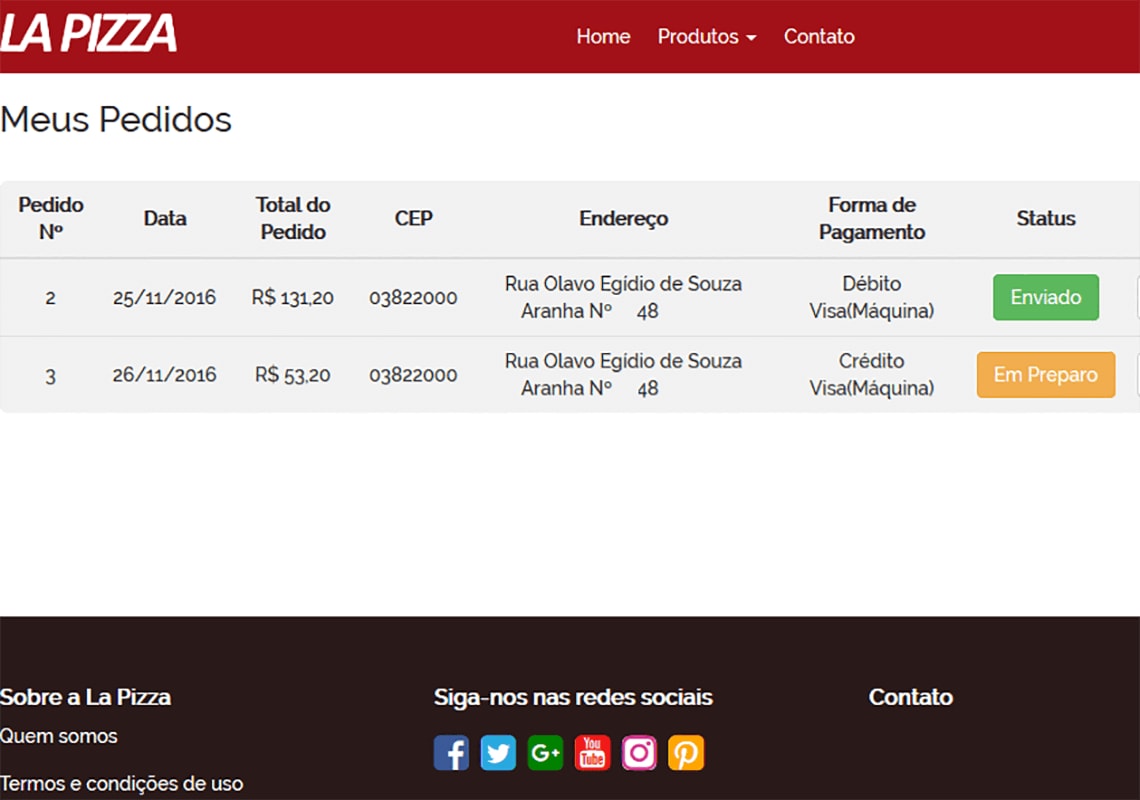 LA PIZZA
Home Produtos Contato
Meus Pedidos
Pedido Nº Data Total do Pedido CEP Endereço Forma de Pagamento Status
2 25/11/2016 R$ 131,20 03822000 Rua Olavo Egídio de Souza Aranha Nº 48 Débito Visa(Máquina) Enviado
3 26/11/2016 R$ 53,20 03822000 Rua Olavo Egídio de Souza Aranha Nº 48 Crédito Visa(Máquina) Em Preparo
Sobre a La Pizza
Quem somos
Termos e condições de uso
Siga-nos nas redes sociais
f G+ You Tube
Contato